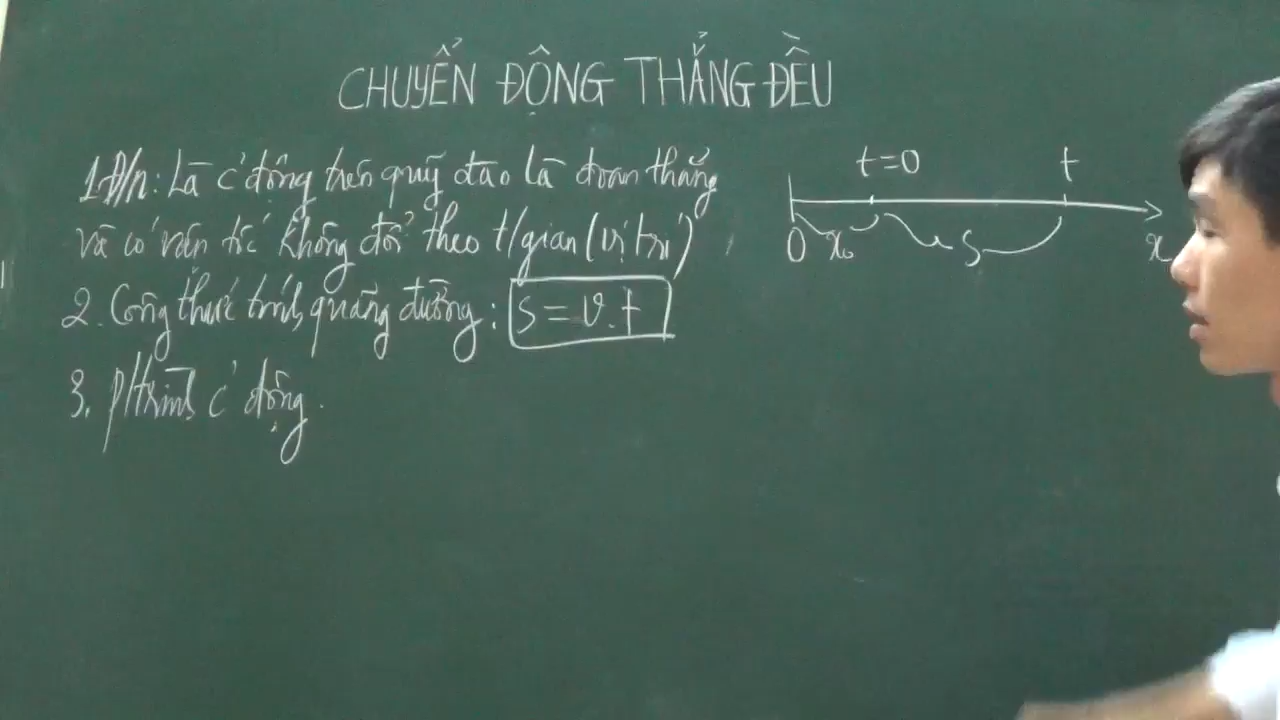 CHUYỂN ĐỘNG THẲNG ĐỀU
1. Đ/n: Là c' động trên quỹ đạo là đoạn thẳng
và có vận tốc không đổi theo t/gian (vị trí)
2. Công thức tính quãng đường: s = v.t
3. P/trình c' động.
t=0 t
0 x₀ s x